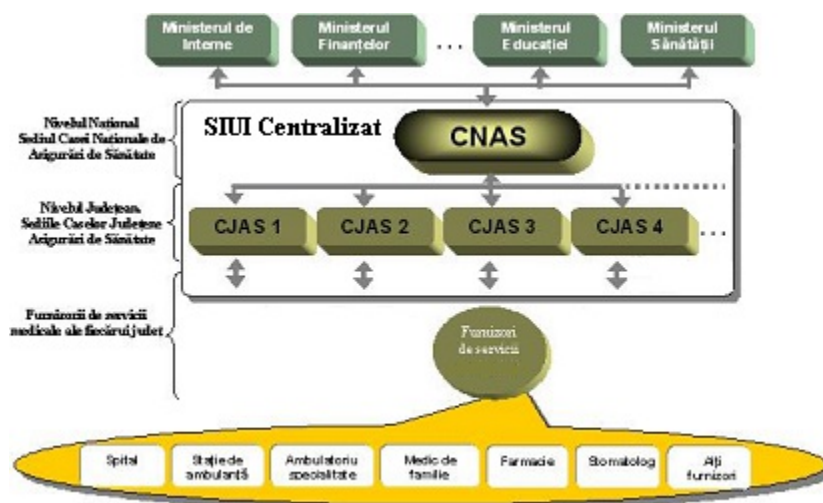 Ministerul de
Interne
Ministerul
Finanțelor
...
Ministerul
Educației
Ministerul
Sănătății
Nivelul National
Sediul Casei Nationale de
Asigurări de Sănătate
SIUI Centralizat
CNAS
Nivelul Județean,
Sediile Caselor Județene
Asigurări de Sănătate
CJAS 1
CJAS 2
CJAS 3
CJAS 4
Furnizorii de servicii
medicale ale fiecărui județ
Furnizori
de servicii
Spital
Stație de
ambulanță
Ambulatoriu
specialitate
Medic de
familie
Farmacie
Stomatolog
Alți
furnizori